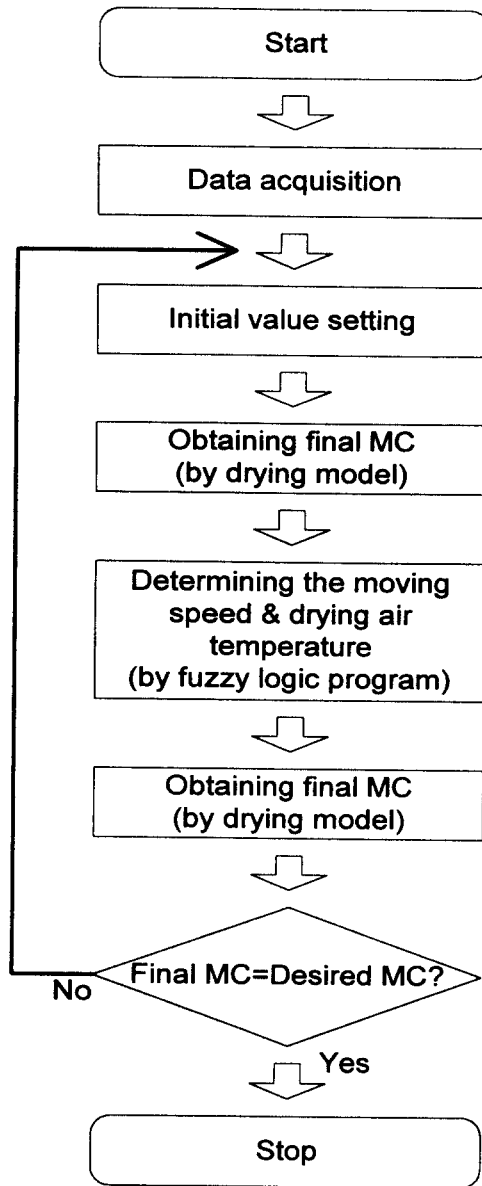 Start
Data acquisition
Initial value setting
Obtaining final MC
(by drying model)
Determining the moving
speed & drying air
temperature
(by fuzzy logic program)
Obtaining final MC
(by drying model)
Final MC=Desired MC?
No
Yes
Stop